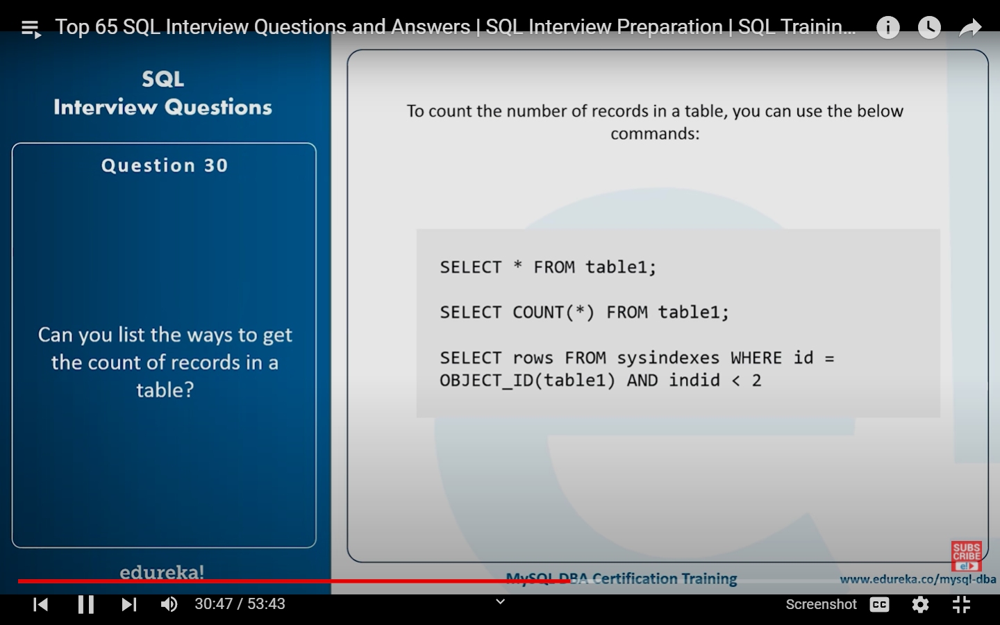 Top 65 SQL Interview Questions and Answers | SQL Interview Preparation | SQL Trainin...
SQL
Interview Questions
Question 30
Can you list the ways to get
the count of records in a
table?
edureka!
To count the number of records in a table, you can use the below
commands:
SELECT * FROM table1;
SELECT COUNT(*) FROM table1;
SELECT rows FROM sysindexes WHERE id =
OBJECT_ID(table1) AND indid < 2
SUBS
CRIBE
e!
MySQL DBA Certification Training
www.edureka.co/mysql-dba
30:47 / 53:43
Screenshot
CC